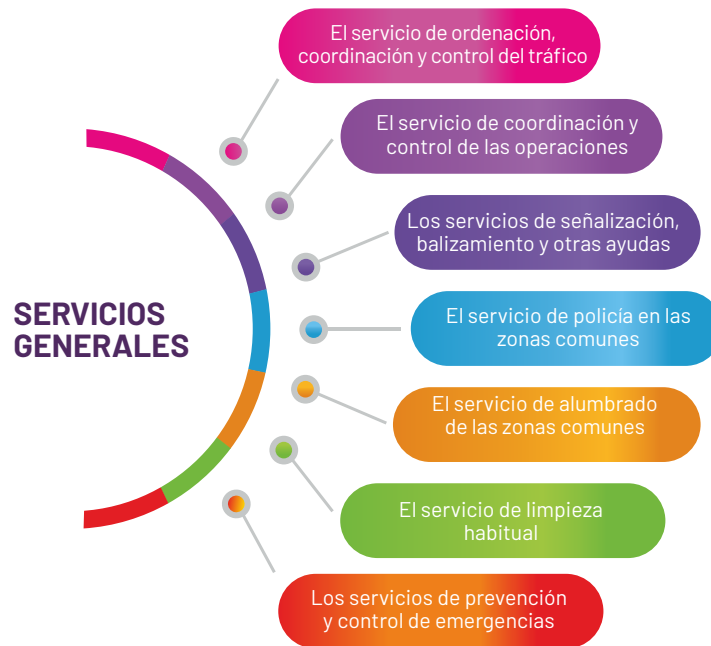 El servicio de ordenación,
coordinación y control del tráfico
El servicio de coordinación y
control de las operaciones
Los servicios de señalización,
balizamiento y otras ayudas
SERVICIOS
GENERALES
El servicio de policía en las
zonas comunes
El servicio de alumbrado
de las zonas comunes
El servicio de limpieza
habitual
Los servicios de prevención
y control de emergencias